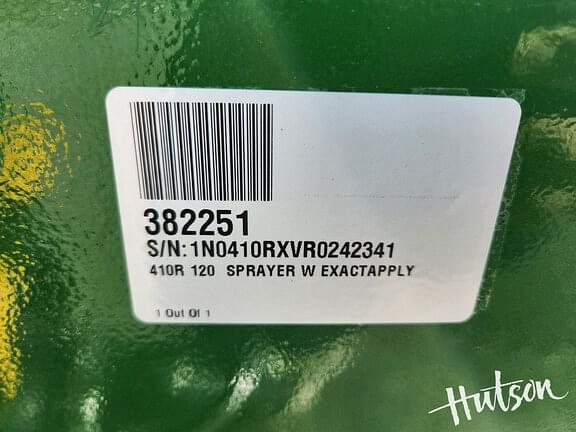 382251
S/N:1N0410RXVR0242341
410R 120 SPRAYER W EXACTAPPLY
1 Out Of 1
Hutson